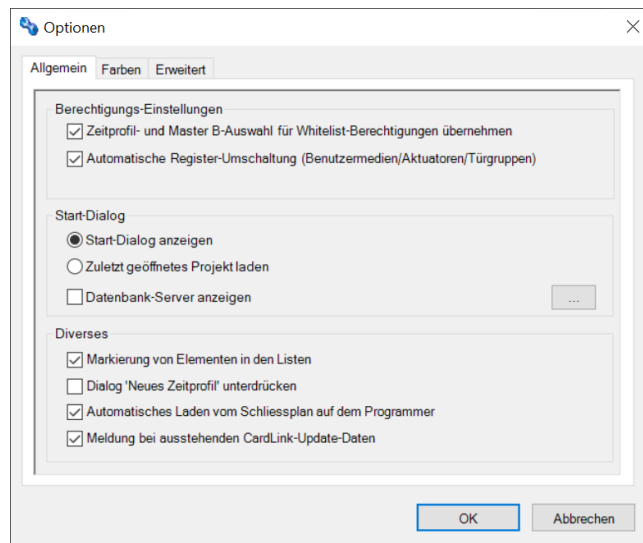 Optionen
Allgemein Farben Erweitert
Berechtigungs-Einstellungen
Zeitprofil- und Master B-Auswahl für Whitelist-Berechtigungen übernehmen
Automatische Register-Umschaltung (Benutzermedien/Aktuatoren/Türgruppen)
Start-Dialog
Start-Dialog anzeigen
Zuletzt geöffnetes Projekt laden
Datenbank-Server anzeigen ...
Diverses
Markierung von Elementen in den Listen
Dialog 'Neues Zeitprofil' unterdrücken
Automatisches Laden vom Schliessplan auf dem Programmer
Meldung bei ausstehenden CardLink-Update-Daten
OK Abbrechen